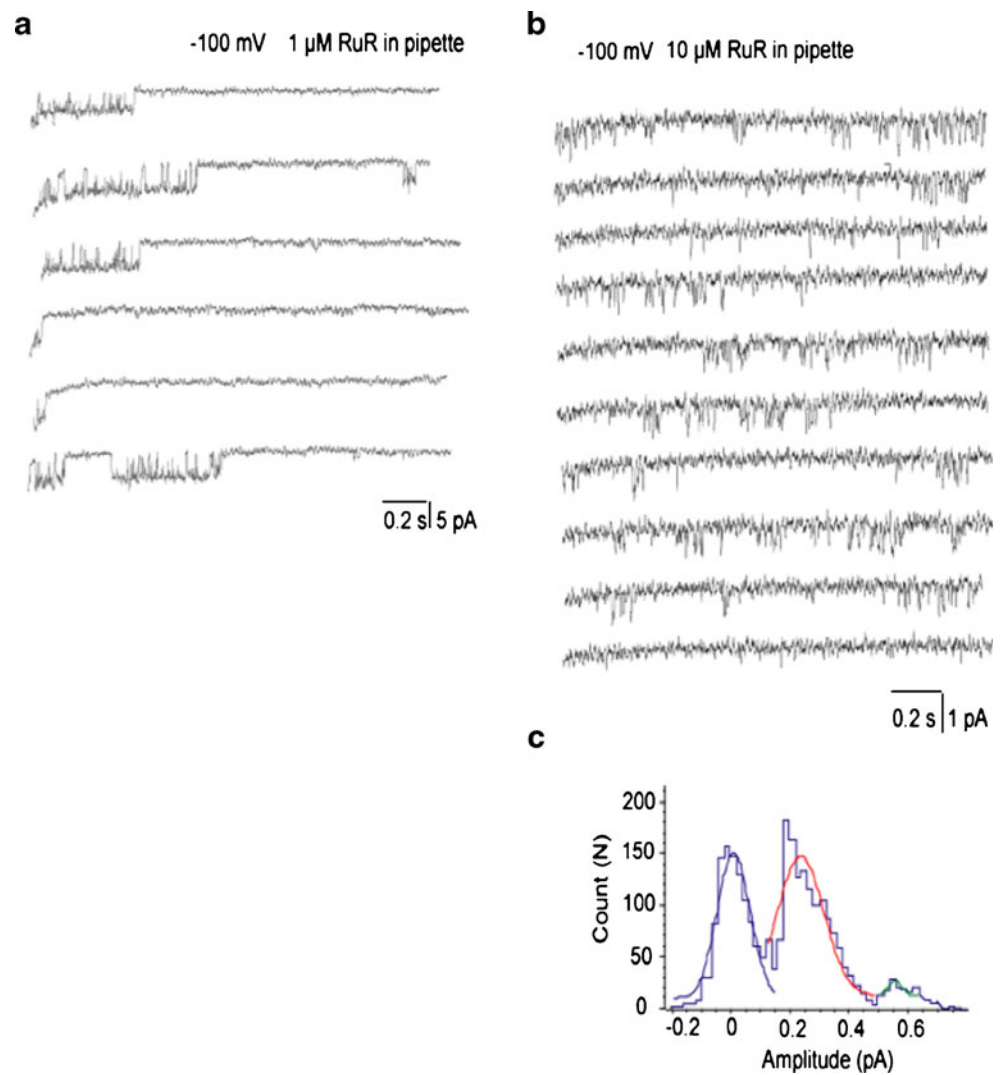 a
-100 mV 1 µM RuR in pipette
0.2 s 5 pA
b
-100 mV 10 µM RuR in pipette
0.2 s 1 pA
c
Count (N)
200
150
100
50
0
-0.2 0 0.2 0.4 0.6
Amplitude (pA)